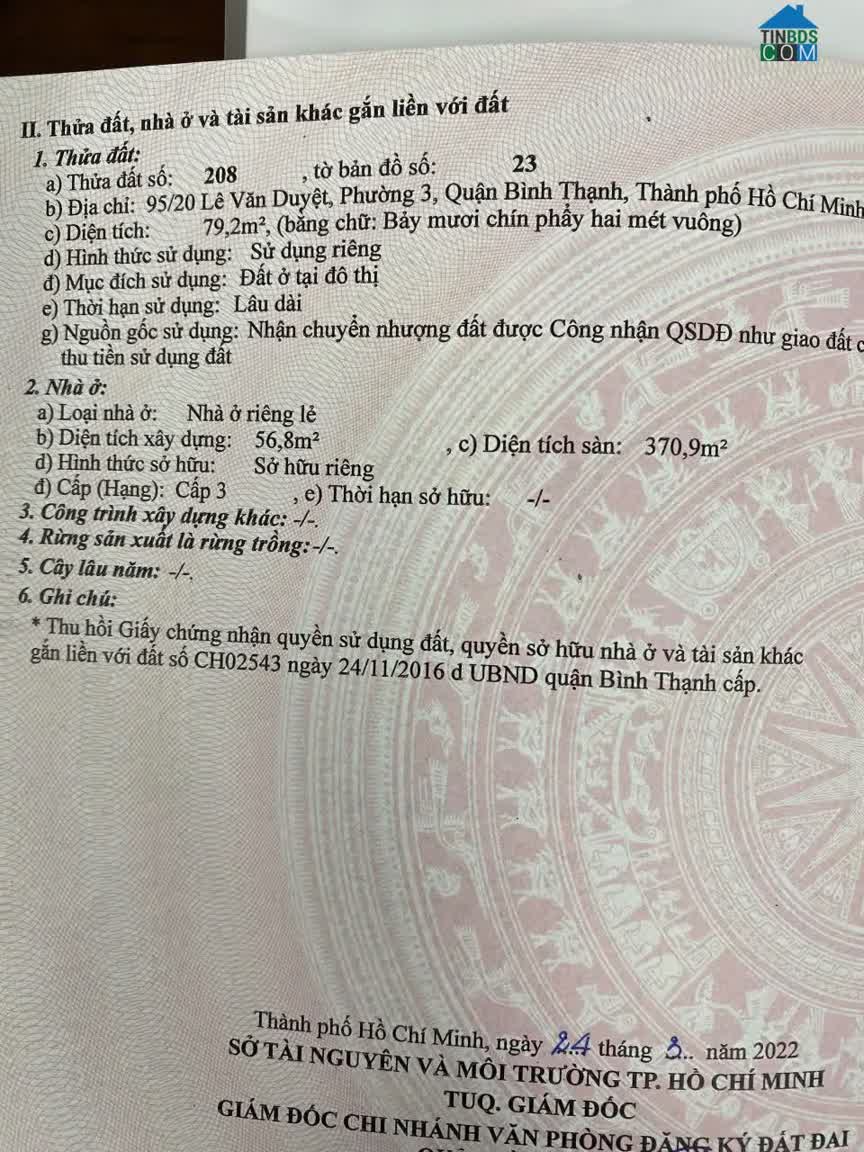 TINBDS
COM
II. Thửa đất, nhà ở và tài sản khác gắn liền với đất
1. Thửa đất:
a) Thửa đất số: 208 , tờ bản đồ số: 23
b) Địa chỉ: 95/20 Lê Văn Duyệt, Phường 3, Quận Bình Thạnh, Thành phố Hồ Chí Minh
c) Diện tích: 79,2m², (bằng chữ: Bảy mươi chín phẩy hai mét vuông)
d) Hình thức sử dụng: Sử dụng riêng
đ) Mục đích sử dụng: Đất ở tại đô thị
e) Thời hạn sử dụng: Lâu dài
g) Nguồn gốc sử dụng: Nhận chuyển nhượng đất được Công nhận QSDĐ như giao đất
thu tiền sử dụng đất
2. Nhà ở:
a) Loại nhà ở: Nhà ở riêng lẻ
b) Diện tích xây dựng: 56,8m² , c) Diện tích sàn: 370,9m²
d) Hình thức sở hữu: Sở hữu riêng
đ) Cấp (Hạng): Cấp 3 , e) Thời hạn sở hữu: -/-
3. Công trình xây dựng khác: -/-.
4. Rừng sản xuất là rừng trồng: -/-.
5. Cây lâu năm: -/-.
6. Ghi chú:
* Thu hồi Giấy chứng nhận quyền sử dụng đất, quyền sở hữu nhà ở và tài sản khác
gắn liền với đất số CH02543 ngày 24/11/2016 d UBND quận Bình Thạnh cấp.
Thành phố Hồ Chí Minh, ngày 24 tháng 3.. năm 2022
SỞ TÀI NGUYÊN VÀ MÔI TRƯỜNG TP. HỒ CHÍ MINH
TUQ. GIÁM ĐỐC
GIÁM ĐỐC CHI NHÁNH VĂN PHÒNG ĐĂNG KÝ ĐẤT ĐAI